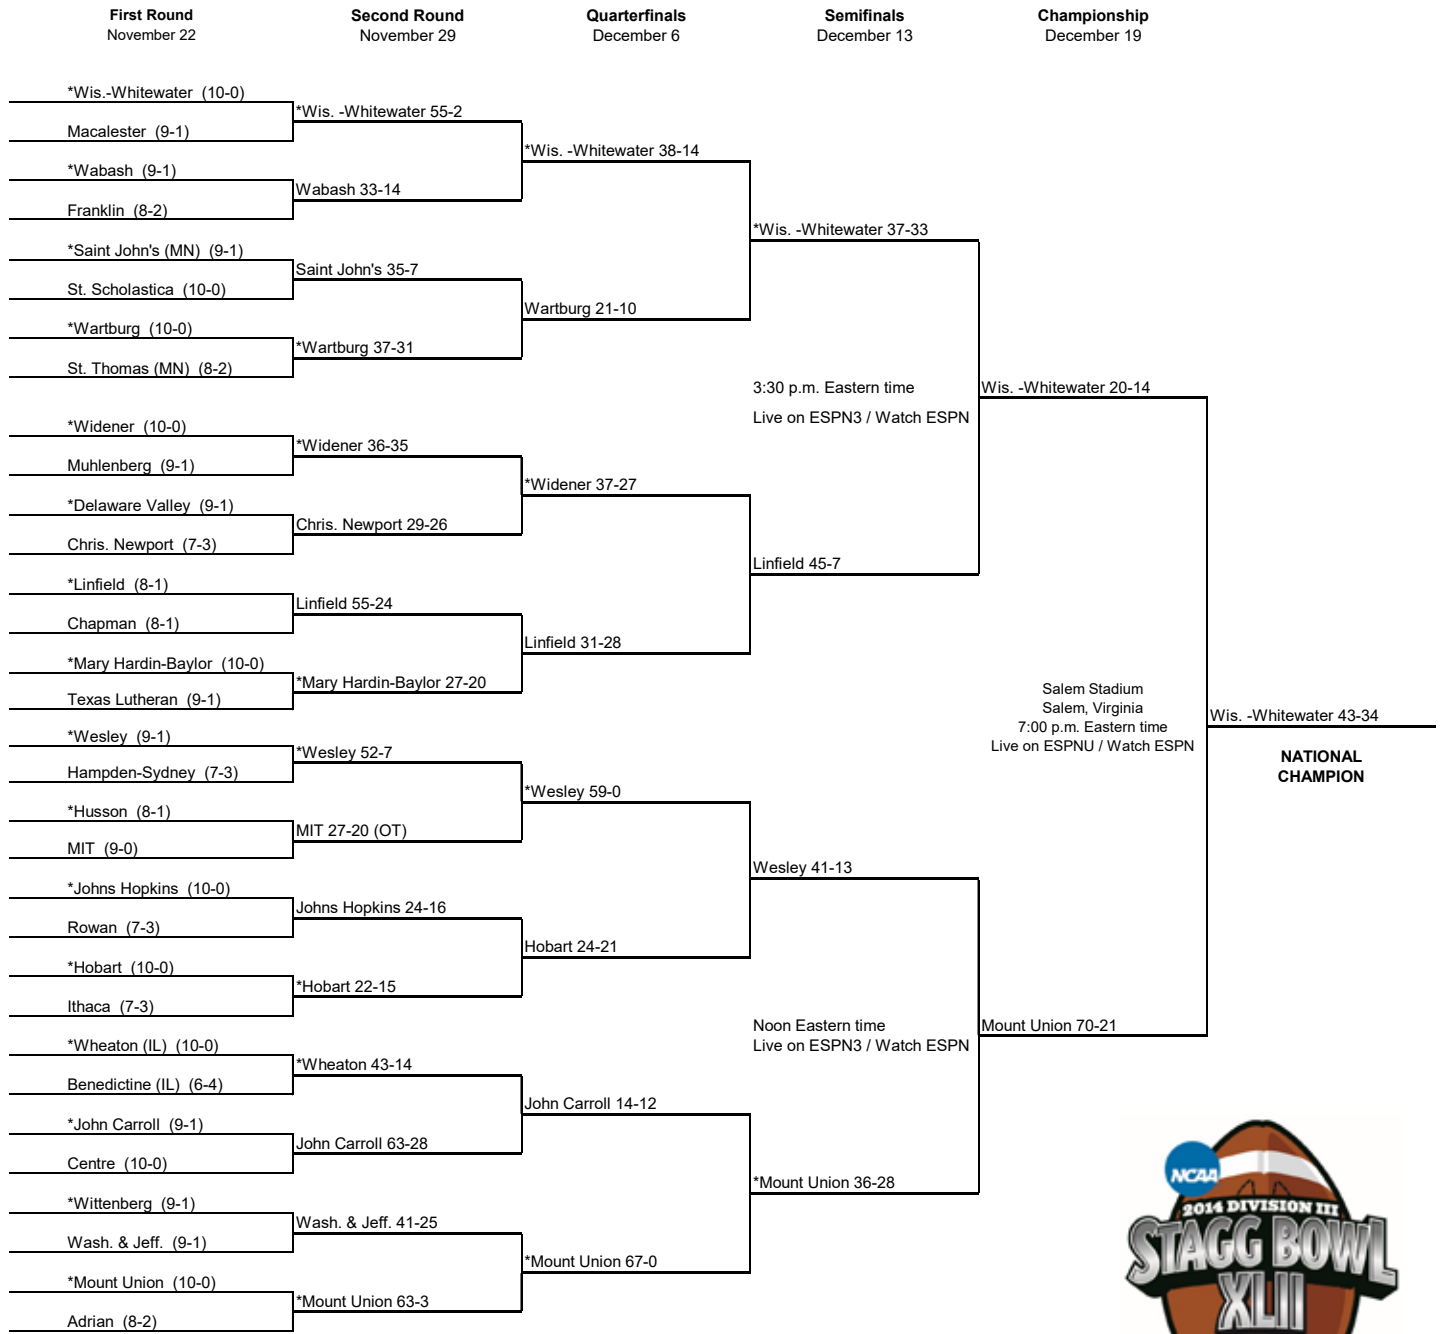 First Round
November 22
Second Round
November 29
Quarterfinals
December 6
Semifinals
December 13
Championship
December 19
*Wis.-Whitewater (10-0)
Macalester (9-1)
*Wabash (9-1)
Franklin (8-2)
*Saint John's (MN) (9-1)
St. Scholastica (10-0)
*Wartburg (10-0)
St. Thomas (MN) (8-2)
*Widener (10-0)
Muhlenberg (9-1)
*Delaware Valley (9-1)
Chris. Newport (7-3)
*Linfield (8-1)
Chapman (8-1)
*Mary Hardin-Baylor (10-0)
Texas Lutheran (9-1)
*Wesley (9-1)
Hampden-Sydney (7-3)
*Husson (8-1)
MIT (9-0)
*Johns Hopkins (10-0)
Rowan (7-3)
*Hobart (10-0)
Ithaca (7-3)
*Wheaton (IL) (10-0)
Benedictine (IL) (6-4)
*John Carroll (9-1)
Centre (10-0)
*Wittenberg (9-1)
Wash. & Jeff. (9-1)
*Mount Union (10-0)
Adrian (8-2)
*Wis. -Whitewater 55-2
Wabash 33-14
Saint John's 35-7
*Wartburg 37-31
*Widener 36-35
Chris. Newport 29-26
Linfield 55-24
*Mary Hardin-Baylor 27-20
*Wesley 52-7
MIT 27-20 (OT)
Johns Hopkins 24-16
*Hobart 22-15
*Wheaton 43-14
John Carroll 63-28
Wash. & Jeff. 41-25
*Mount Union 63-3
*Wis. -Whitewater 38-14
Wartburg 21-10
*Widener 37-27
Linfield 31-28
*Wesley 59-0
Hobart 24-21
John Carroll 14-12
*Mount Union 67-0
*Wis. -Whitewater 37-33
3:30 p.m. Eastern time
Live on ESPN3 / Watch ESPN
Linfield 45-7
Wesley 41-13
Noon Eastern time
Live on ESPN3 / Watch ESPN
*Mount Union 36-28
Wis. -Whitewater 20-14
Salem Stadium
Salem, Virginia
7:00 p.m. Eastern time
Live on ESPNU / Watch ESPN
Mount Union 70-21
Wis. -Whitewater 43-34
NATIONAL
CHAMPION
NCAA
2014 DIVISION III
STAGG BOWL
XLII